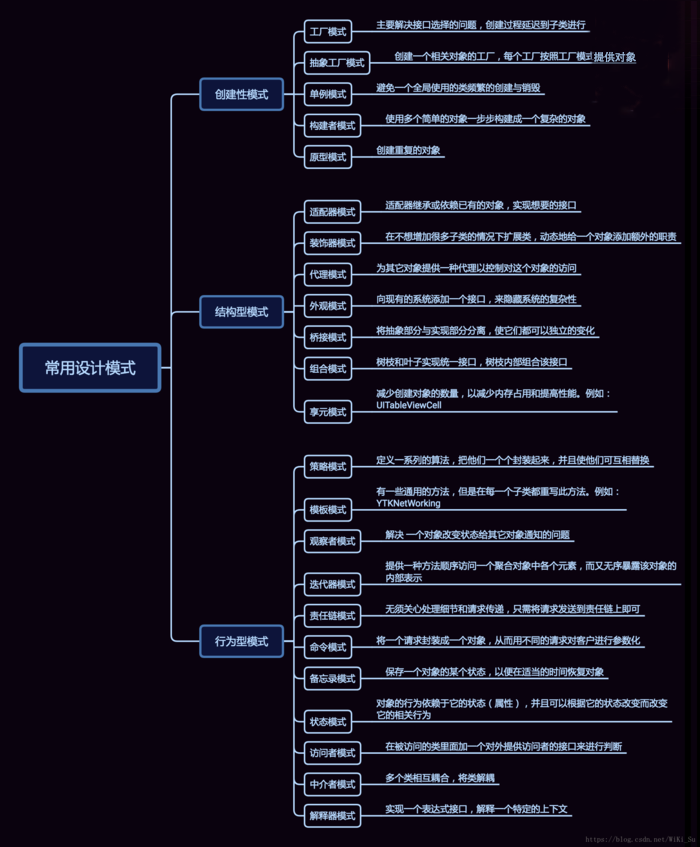 常用设计模式
创建性模式
工厂模式
主要解决接口选择的问题，创建过程延迟到子类进行
抽象工厂模式
创建一个相关对象的工厂，每个工厂按照工厂模式提供对象
单例模式
避免一个全局使用的类频繁的创建与销毁
构建者模式
使用多个简单的对象一步步构建成一个复杂的对象
原型模式
创建重复的对象
结构型模式
适配器模式
适配器继承或依赖已有的对象，实现想要的接口
装饰器模式
在不想增加很多子类的情况下扩展类，动态地给一个对象添加额外的职责
代理模式
为其它对象提供一种代理以控制对这个对象的访问
外观模式
向现有的系统添加一个接口，来隐藏系统的复杂性
桥接模式
将抽象部分与实现部分分离，使它们都可以独立的变化
组合模式
树枝和叶子实现统一接口，树枝内部组合该接口
享元模式
减少创建对象的数量，以减少内存占用和提高性能。例如：
UITableViewCell
行为型模式
策略模式
定义一系列的算法，把他们一个个封装起来，并且使他们可互相替换
模板模式
有一些通用的方法，但是在每一个子类都重写此方法。例如：
YTKNetWorking
观察者模式
解决 一个对象改变状态给其它对象通知的问题
迭代器模式
提供一种方法顺序访问一个聚合对象中各个元素，而又无序暴露该对象的
内部表示
责任链模式
无须关心处理细节和请求传递，只需将请求发送到责任链上即可
命令模式
将一个请求封装成一个对象，从而用不同的请求对客户进行参数化
备忘录模式
保存一个对象的某个状态，以便在适当的时间恢复对象
状态模式
对象的行为依赖于它的状态（属性），并且可以根据它的状态改变而改变
它的相关行为
访问者模式
在被访问的类里面加一个对外提供访问者的接口来进行判断
中介者模式
多个类相互耦合，将类解耦
解释器模式
实现一个表达式接口，解释一个特定的上下文
https://blog.csdn.net/WiKi_Su